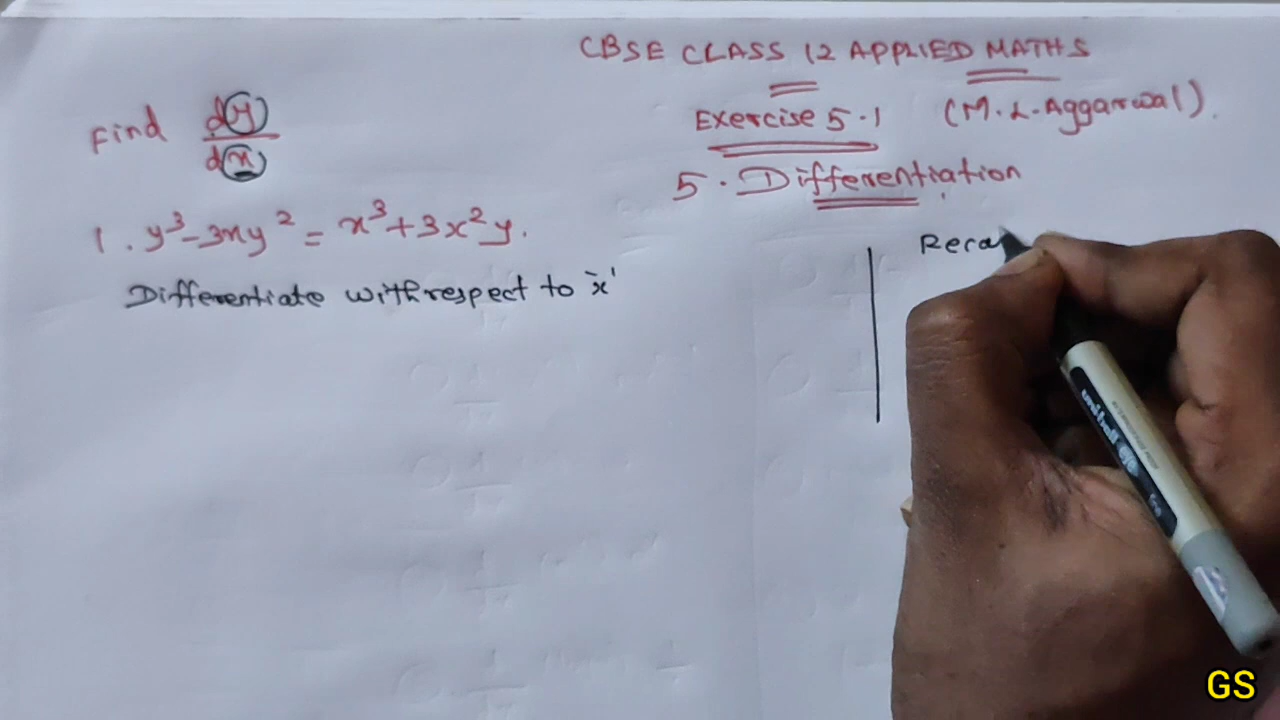 CBSE CLASS 12 APPLIED MATHS
Exercise 5.1 (M.L.Aggarwal).
5. Differentiation
Find dy/dx
1. y³-3xy² = x³+3x²y.
Differentiate with respect to 'x'
Reca
GS